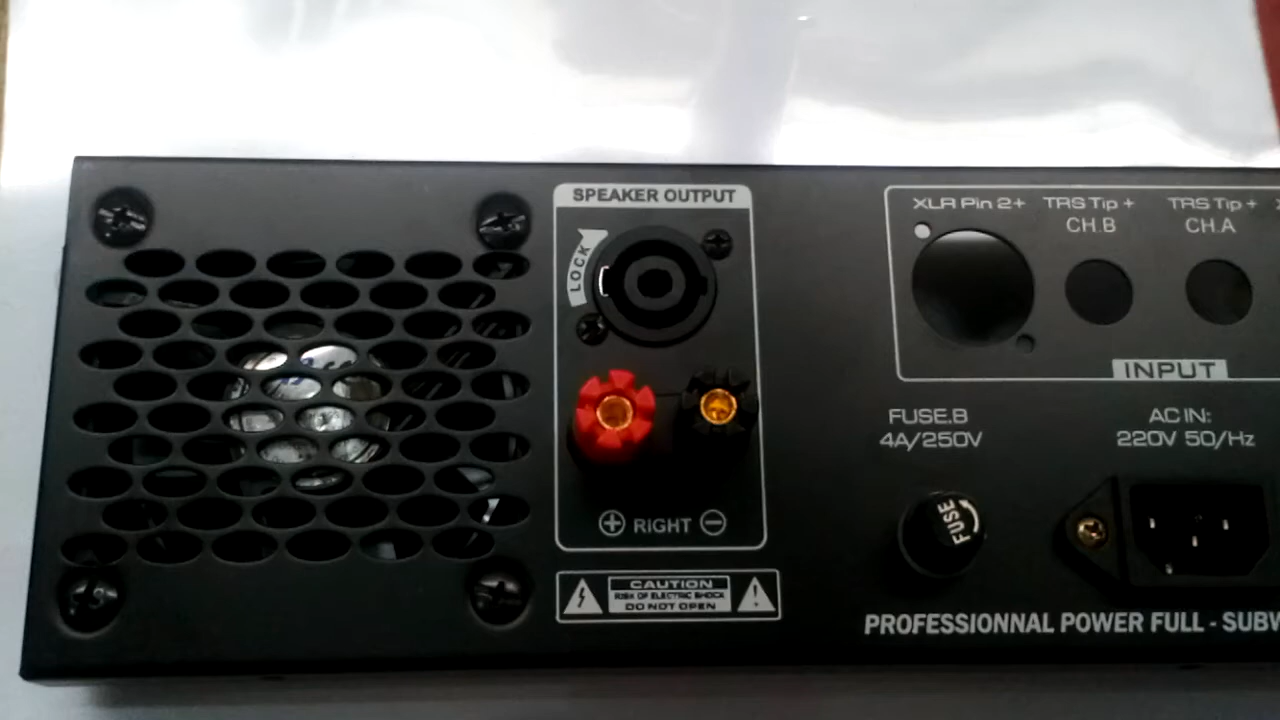 SPEAKER OUTPUT
LOCK
RIGHT
CAUTION
RISK OF ELECTRIC SHOCK
DO NOT OPEN
XLR Pin 2+
TRS Tip +
CH.B
TRS Tip +
CH.A
INPUT
FUSE.B
4A/250V
AC IN:
220V 50/Hz
FUSE
PROFESSIONNAL POWER FULL - SUBW